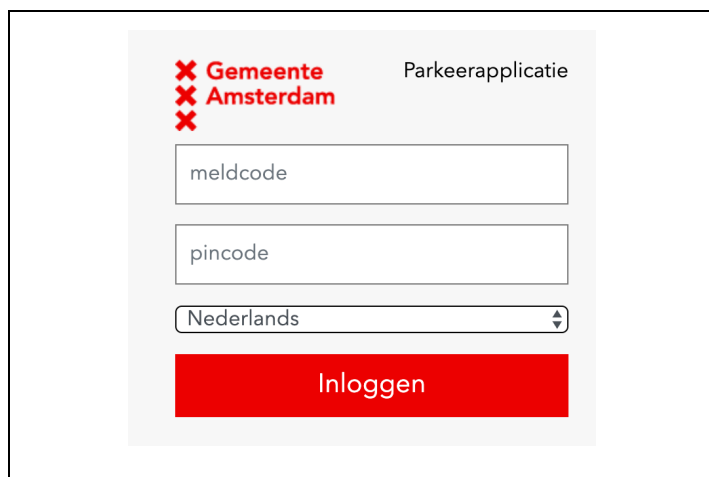 Gemeente
Amsterdam
Parkeerapplicatie
meldcode
pincode
Nederlands
Inloggen